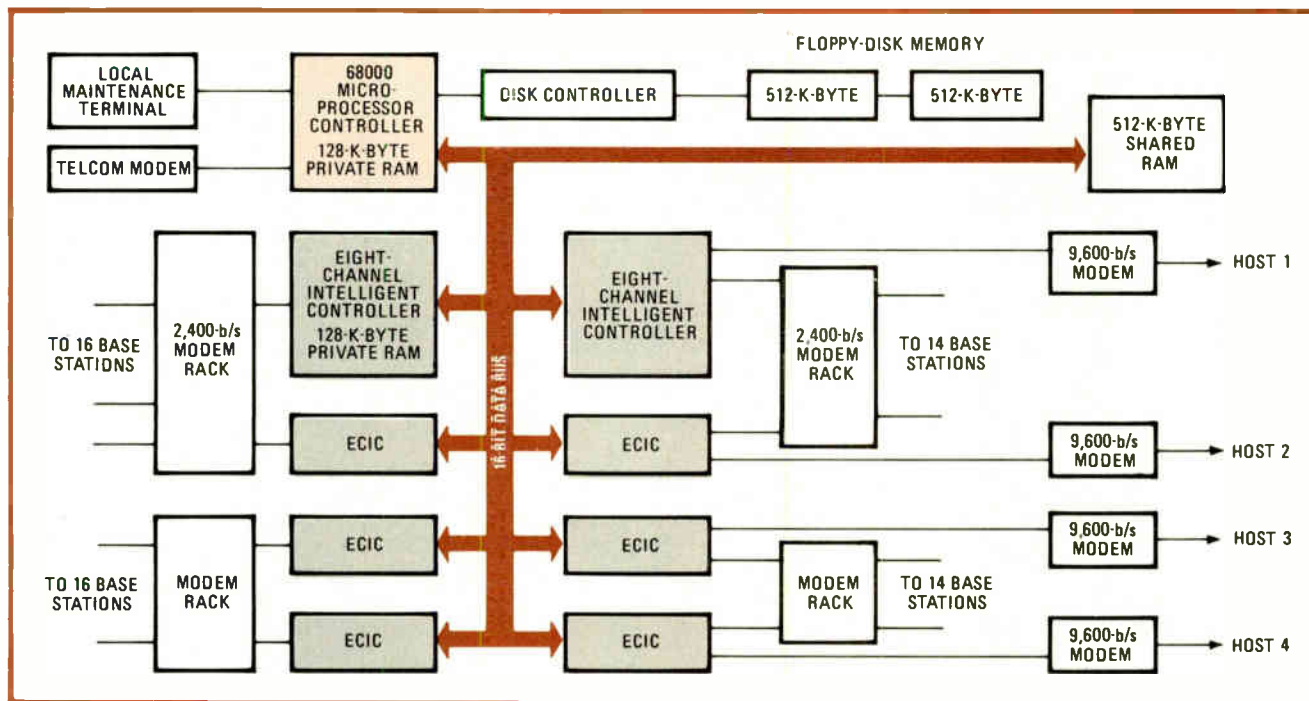 FLOPPY-DISK MEMORY
LOCAL
MAINTENANCE
TERMINAL
TELCOM MODEM
68000
MICRO-
PROCESSOR
CONTROLLER
128-K-BYTE
PRIVATE RAM
DISK CONTROLLER
512-K-BYTE
512-K-BYTE
512-K-BYTE
SHARED
RAM
TO 16 BASE
STATIONS
2,400-b/s
MODEM
RACK
EIGHT-
CHANNEL
INTELLIGENT
CONTROLLER
128-K-BYTE
PRIVATE RAM
ECIC
16-BIT DATA BUS
EIGHT-
CHANNEL
INTELLIGENT
CONTROLLER
ECIC
2,400-b/s
MODEM
RACK
TO 14 BASE
STATIONS
9,600-b/s
MODEM
HOST 1
9,600-b/s
MODEM
HOST 2
TO 16 BASE
STATIONS
MODEM
RACK
ECIC
ECIC
ECIC
ECIC
MODEM
RACK
TO 14 BASE
STATIONS
9,600-b/s
MODEM
HOST 3
9,600-b/s
MODEM
HOST 4